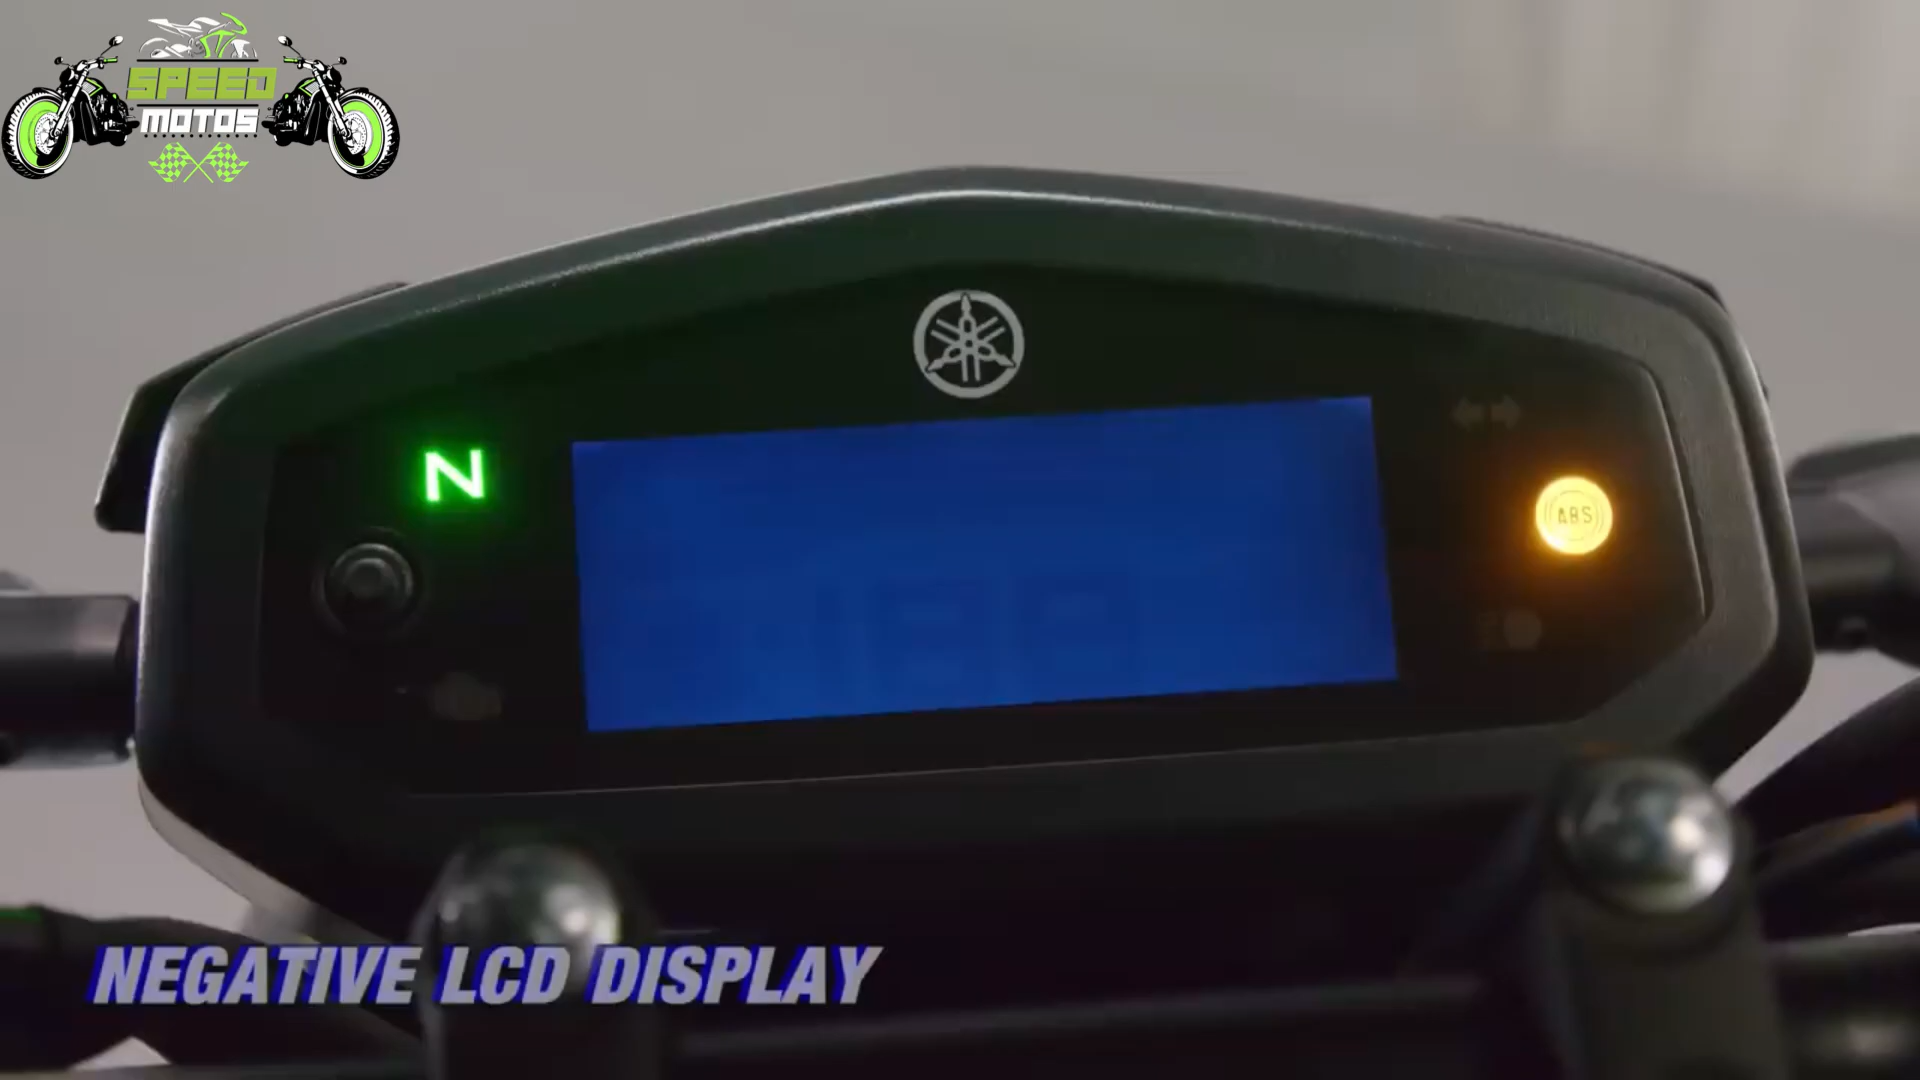 SPEED
MOTOS
N
ABS
NEGATIVE LCD DISPLAY